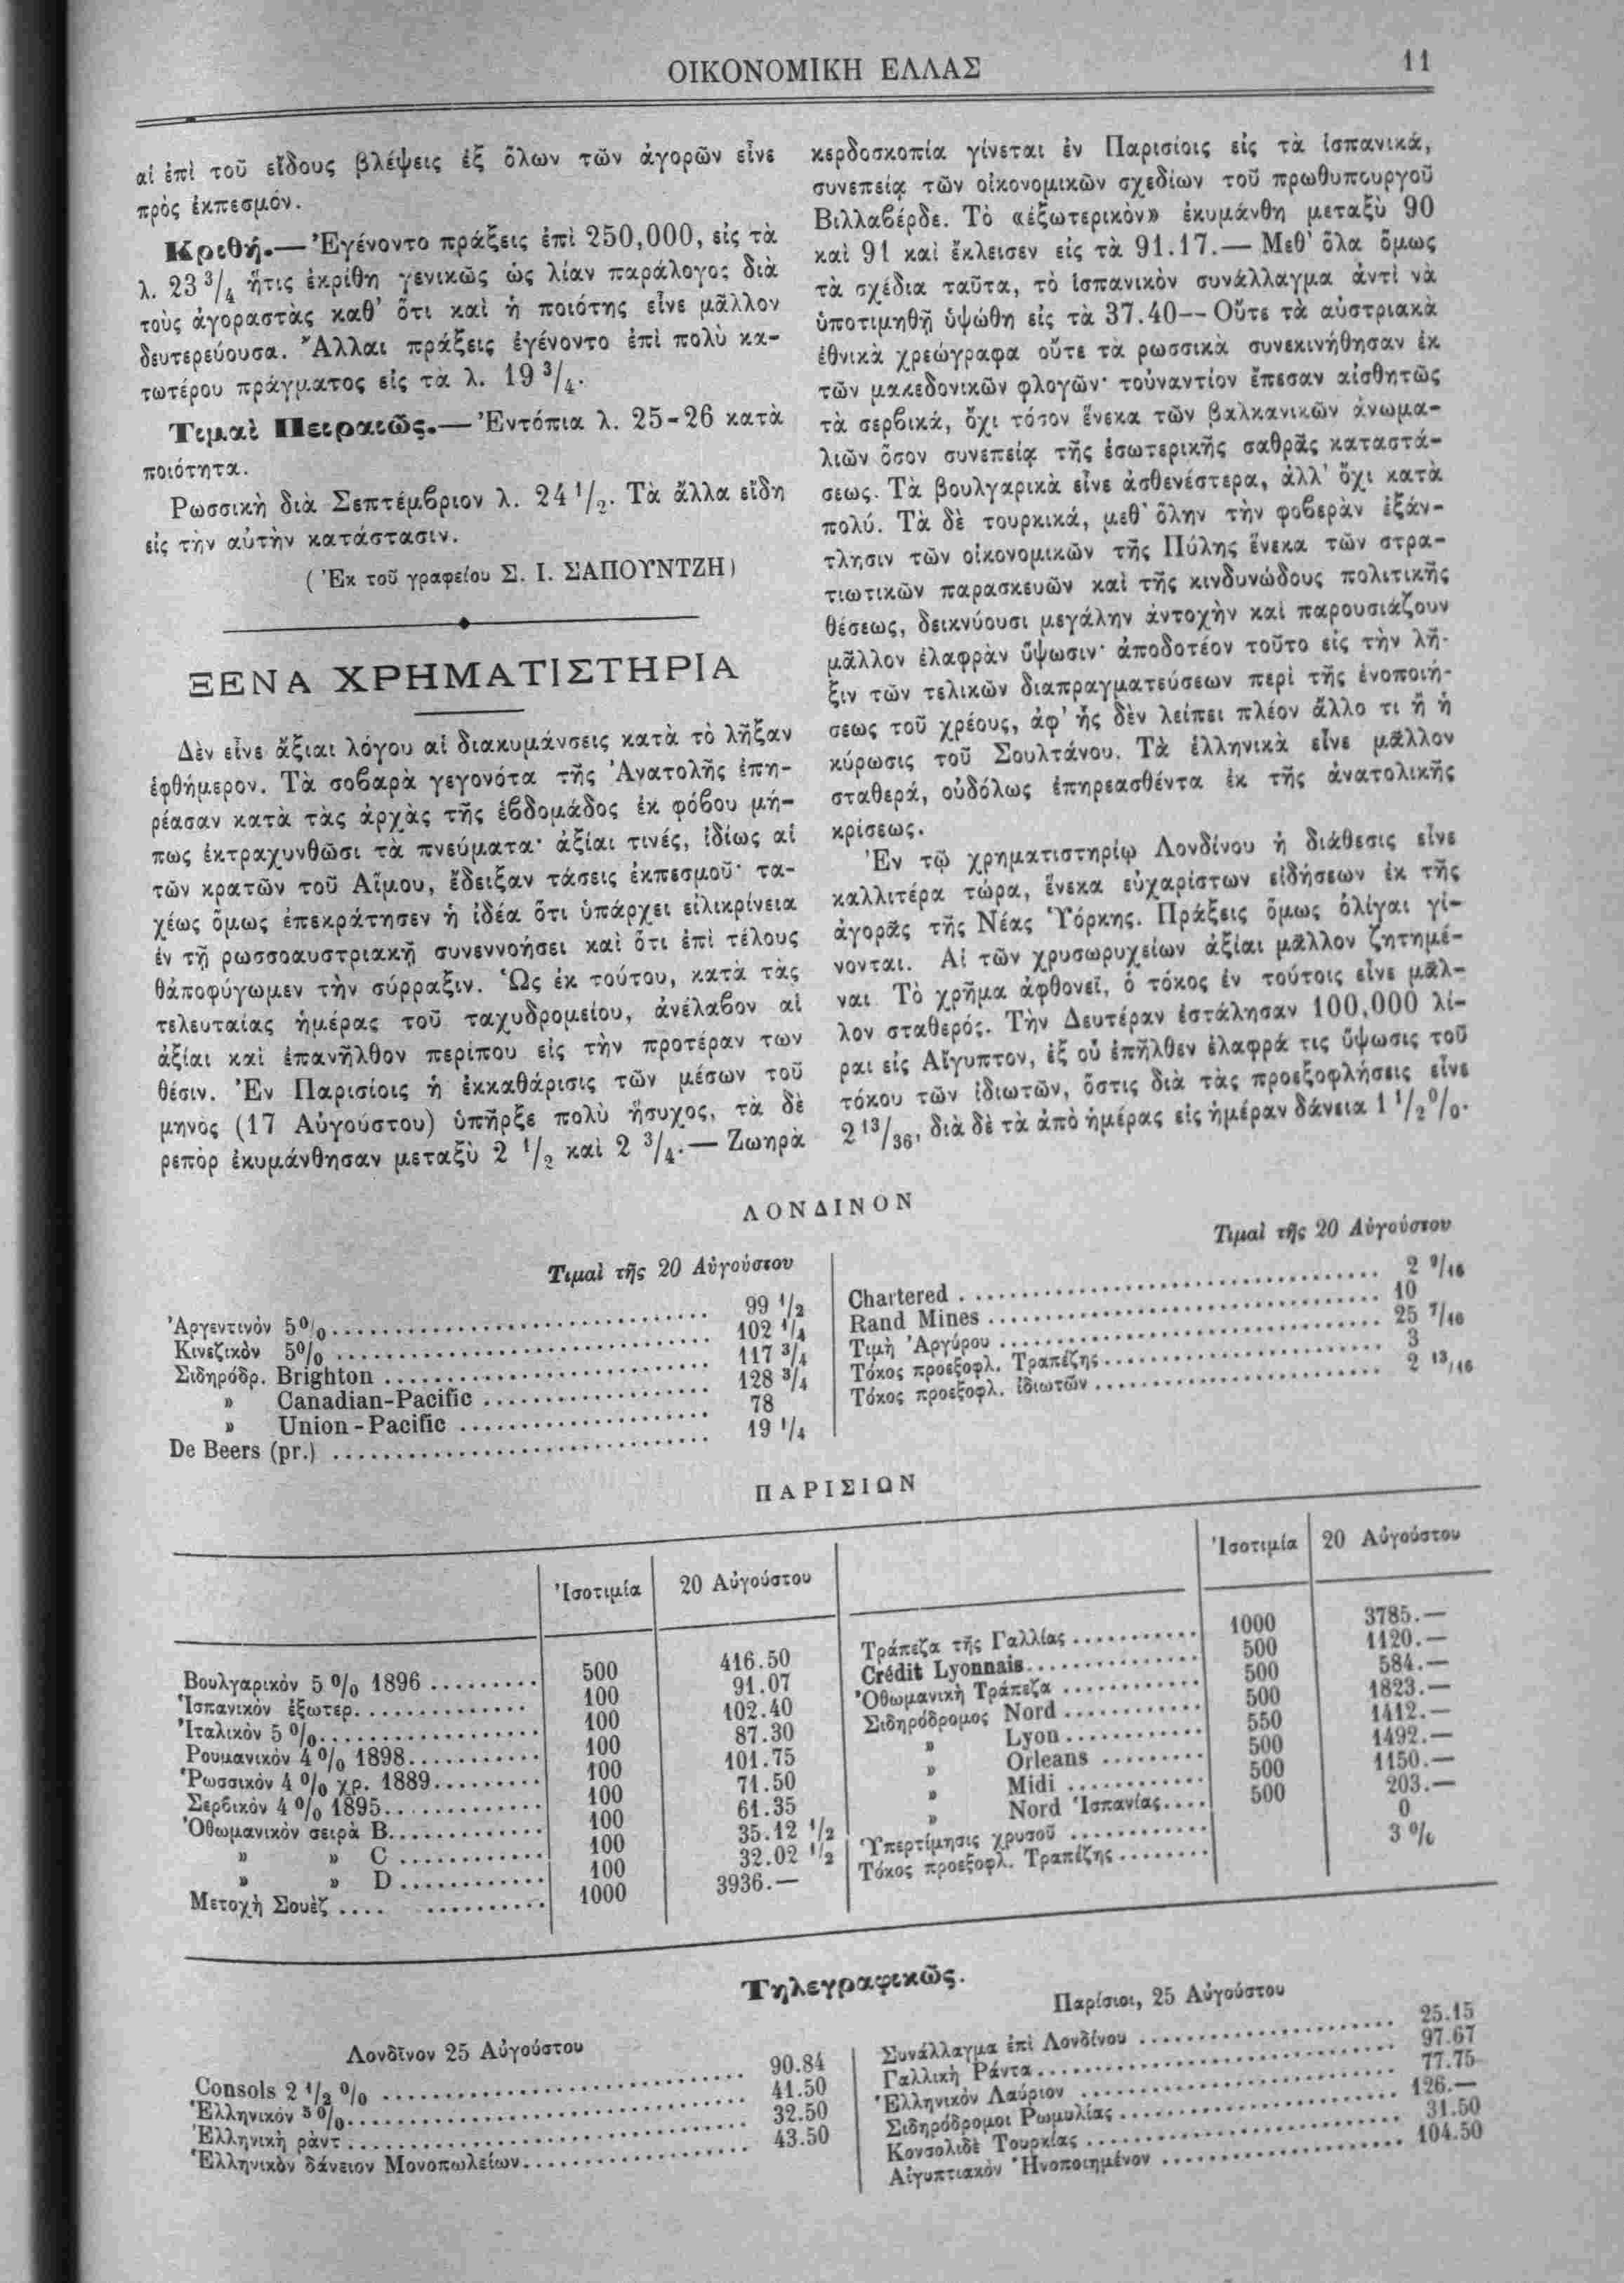 ΟΙΚΟΝΟΜΙΚΗ ΕΛΛΑΣ
11
αἱ ἐπὶ τοῦ εἴδους βλέψεις ἐξ ὅλων τῶν ἀγορῶν εἶνε
πρὸς ἐκπεσμόν.
Κριθή.— Ἐγένοντο πράξεις ἐπὶ 250,000, εἰς τὰ
λ. 23 3/4 ἥτις ἐκρίθη γενικῶς ὡς λίαν παράλογος διὰ
τοὺς ἀγοραστὰς καθ' ὅτι καὶ ἡ ποιότης εἶνε μᾶλλον
δευτερεύουσα. Ἄλλαι πράξεις ἐγένοντο ἐπὶ πολὺ κα-
τωτέρου πράγματος εἰς τὰ λ. 19 3/4.
Τιμαὶ Πειραιῶς.— Ἐντόπια λ. 25-26 κατὰ
ποιότητα.
Ρωσσικὴ διὰ Σεπτέμβριον λ. 24 1/2. Τὰ ἄλλα εἴδη
εἰς τὴν αὐτὴν κατάστασιν.
( Ἐκ τοῦ γραφείου Σ. Ι. ΣΑΠΟΥΝΤΖΗ)
ΞΕΝΑ ΧΡΗΜΑΤΙΣΤΗΡΙΑ
Δὲν εἶνε ἄξιαι λόγου αἱ διακυμάνσεις κατὰ τὸ λῆξαν
ἑφθήμερον. Τὰ σοβαρὰ γεγονότα τῆς Ἀνατολῆς ἐπη-
ρέασαν κατὰ τὰς ἀρχὰς τῆς ἑβδομάδος ἐκ φόβου μή-
πως ἐκτραχυνθῶσι τὰ πνεύματα· ἀξίαι τινές, ἰδίως αἱ
τῶν κρατῶν τοῦ Αἵμου, ἔδειξαν τάσεις ἐκπεσμοῦ· τα-
χέως ὅμως ἐπεκράτησεν ἡ ἰδέα ὅτι ὑπάρχει εἰλικρίνεια
ἐν τῇ ρωσσοαυστριακῇ συνεννοήσει καὶ ὅτι ἐπὶ τέλους
θἀποφύγωμεν τὴν σύρραξιν. Ὡς ἐκ τούτου, κατὰ τὰς
τελευταίας ἡμέρας τοῦ ταχυδρομείου, ἀνέλαβον αἱ
ἀξίαι καὶ ἐπανῆλθον περίπου εἰς τὴν προτέραν των
θέσιν. Ἐν Παρισίοις ἡ ἐκκαθάρισις τῶν μέσων τοῦ
μηνὸς (17 Αὐγούστου) ὑπῆρξε πολὺ ἥσυχος, τὰ δὲ
ρεπὸρ ἐκυμάνθησαν μεταξὺ 2 1/2 καὶ 2 3/4.— Ζωηρὰ
κερδοσκοπία γίνεται ἐν Παρισίοις εἰς τὰ ἱσπανικά,
συνεπείᾳ τῶν οἰκονομικῶν σχεδίων τοῦ πρωθυπουργοῦ
Βιλλαβέρδε. Τὸ «ἐξωτερικὸν» ἐκυμάνθη μεταξὺ 90
καὶ 91 καὶ ἔκλεισεν εἰς τὰ 91.17.— Μεθ' ὅλα ὅμως
τὰ σχέδια ταῦτα, τὸ ἱσπανικὸν συνάλλαγμα ἀντὶ νὰ
ὑποτιμηθῇ ὑψώθη εἰς τὰ 37.40—- Οὔτε τὰ αὐστριακὰ
ἐθνικὰ χρεώγραφα οὔτε τὰ ρωσσικὰ συνεκινήθησαν ἐκ
τῶν μακεδονικῶν φλογῶν· τοὐναντίον ἔπεσαν αἰσθητῶς
τὰ σερβικά, ὄχι τόσον ἕνεκα τῶν βαλκανικῶν ἀνωμα-
λιῶν ὅσον συνεπείᾳ τῆς ἐσωτερικῆς σαθρᾶς καταστά-
σεως. Τὰ βουλγαρικὰ εἶνε ἀσθενέστερα, ἀλλ' ὄχι κατὰ
πολύ. Τὰ δὲ τουρκικά, μεθ' ὅλην τὴν φοβερὰν ἐξάν-
τλησιν τῶν οἰκονομικῶν τῆς Πύλης ἕνεκα τῶν στρα-
τιωτικῶν παρασκευῶν καὶ τῆς κινδυνώδους πολιτικῆς
θέσεως, δεικνύουσι μεγάλην ἀντοχὴν καὶ παρουσιάζουν
μᾶλλον ἐλαφρὰν ὕψωσιν· ἀποδοτέον τοῦτο εἰς τὴν λῆ-
ξιν τῶν τελικῶν διαπραγματεύσεων περὶ τῆς ἑνοποιή-
σεως τοῦ χρέους, ἀφ' ἧς δὲν λείπει πλέον ἄλλο τι ἢ ἡ
κύρωσις τοῦ Σουλτάνου. Τὰ ἑλληνικὰ εἶνε μᾶλλον
σταθερά, οὐδόλως ἐπηρεασθέντα ἐκ τῆς ἀνατολικῆς
κρίσεως.
Ἐν τῷ χρηματιστηρίῳ Λονδίνου ἡ διάθεσις εἶνε
καλλιτέρα τώρα, ἕνεκα εὐχαρίστων εἰδήσεων ἐκ τῆς
ἀγορᾶς τῆς Νέας Ὑόρκης. Πράξεις ὅμως ὀλίγαι γί-
νονται. Αἱ τῶν χρυσωρυχείων ἀξίαι μᾶλλον ζητημέ-
ναι. Τὸ χρῆμα ἀφθονεῖ, ὁ τόκος ἐν τούτοις εἶνε μᾶλ-
λον σταθερός. Τὴν Δευτέραν ἐστάλησαν 100,000 λί-
ραι εἰς Αἴγυπτον, ἐξ οὗ ἐπῆλθεν ἐλαφρά τις ὕψωσις τοῦ
τόκου τῶν ἰδιωτῶν, ὅστις διὰ τὰς προεξοφλήσεις εἶνε
2 13/36, διὰ δὲ τὰ ἀπὸ ἡμέρας εἰς ἡμέραν δάνεια 1 1/2 0/0.
ΛΟΝΔΙΝΟΝ
Τιμαὶ τῆς 20 Αὐγούστου
Ἀργεντινόν 5 0/0 99 1/2
Κινεζικὸν 5 0/0 102 1/4
Σιδηρόδρ. Brighton 117 3/4
» Canadian-Pacific 128 3/4
» Union-Pacific 78
De Beers (pr.) 19 1/4
Τιμαὶ τῆς 20 Αὐγούστου
Chartered 2 9/16
Rand Mines 10
Τιμὴ Ἀργύρου 25 7/16
Τόκος προεξοφλ. Τραπέζης 3
Τόκος προεξοφλ. ἰδιωτῶν 2 13/16
ΠΑΡΙΣΙΩΝ
Ἰσοτιμία 20 Αὐγούστου
Βουλγαρικὸν 5 0/0 1896 500 416.50
Ἱσπανικὸν ἐξωτερ. 100 91.07
Ἰταλικὸν 5 0/0 100 102.40
Ρουμανικὸν 4 0/0 1898 100 87.30
Ῥωσσικὸν 4 0/0 χρ. 1889 100 101.75
Σερβικὸν 4 0/0 1895 100 71.50
Ὀθωμανικὸν σειρὰ Β 100 61.35
» » C 100 35.12 1/2
» » D 100 32.02 1/2
Μετοχὴ Σουὲζ 1000 3936.—
Ἰσοτιμία 20 Αὐγούστου
Τράπεζα τῆς Γαλλίας 1000 3785.—
Crédit Lyonnais 500 1120.—
Ὀθωμανικὴ Τράπεζα 500 584.—
Σιδηρόδρομος Nord 500 1823.—
» Lyon 550 1412.—
» Orleans 500 1492.—
» Midi 500 1150.—
» Nord Ἱσπανίας 500 203.—
Ὑπερτίμησις χρυσοῦ 0
Τόκος προεξοφλ. Τραπέζης 3 %
Τηλεγραφικῶς.
Λονδῖνον 25 Αὐγούστου
Consols 2 1/2 0/0 90.84
Ἑλληνικὸν 5 0/0 41.50
Ἑλληνικὴ ρὰντ 32.50
Ἑλληνικὸν δάνειον Μονοπωλείων 43.50
Παρίσιοι, 25 Αὐγούστου
Συνάλλαγμα ἐπὶ Λονδίνου 25.15
Γαλλικὴ Ράντα 97.67
Ἑλληνικὸν Λαύριον 77.75
Σιδηρόδρομοι Ρωμυλίας 126.—
Κονσολιδὲ Τουρκίας 31.50
Αἰγυπτιακὸν Ἡνοποιημένον 104.50